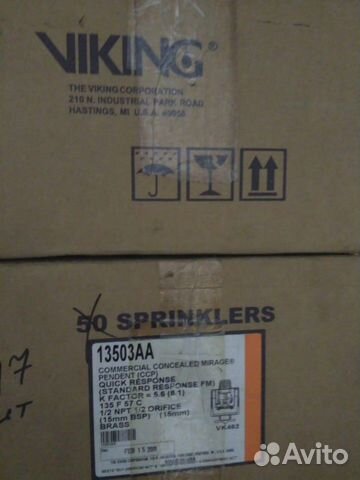 VIKING®
THE VIKING CORPORATION
210 N. INDUSTRIAL PARK ROAD
HASTINGS, MI U.S.A. 49058
50 SPRINKLERS
13503AA
COMMERCIAL CONCEALED MIRAGE®
PENDENT (CCP)
QUICK RESPONSE
(STANDARD RESPONSE FM)
K FACTOR = 5.6 (8.1)
135 F 57 C
1/2 NPT 1/2 ORIFICE
(15mm BSP) (15mm)
BRASS
VK462
17
шт
Avito